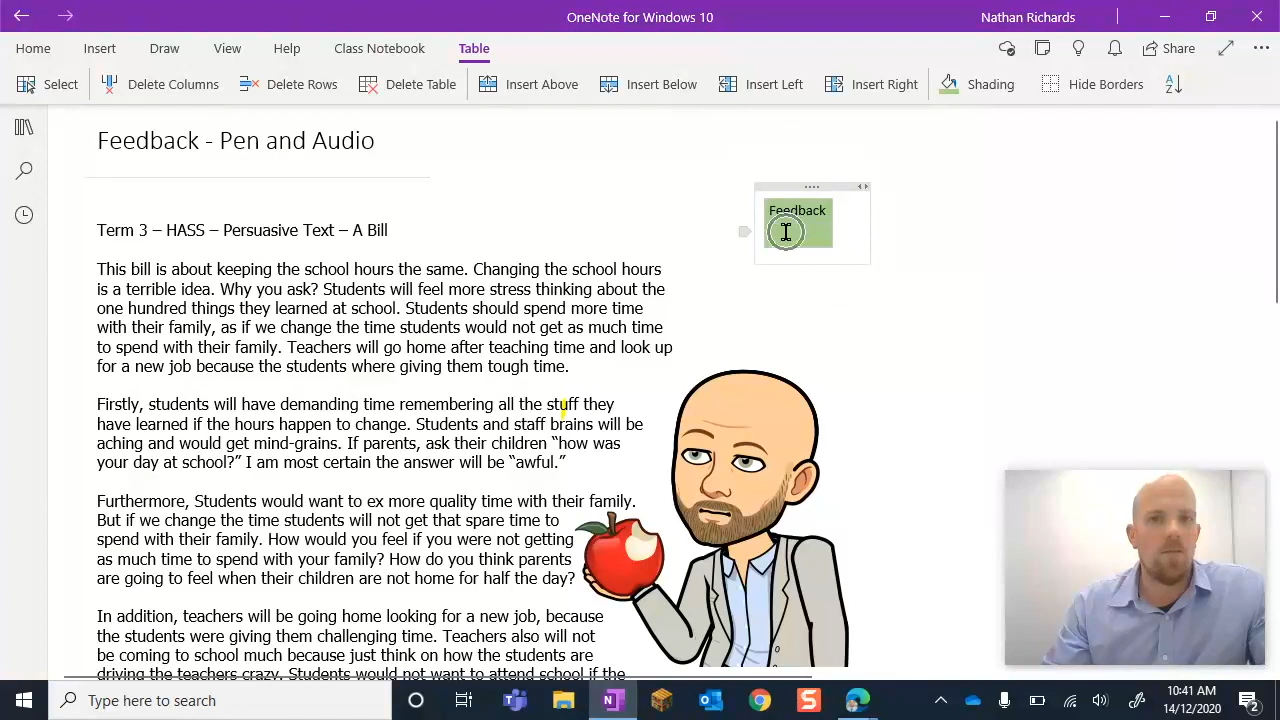 OneNote for Windows 10
Nathan Richards
Home
Insert
Draw
View
Help
Class Notebook
Table
Share
Select
Delete Columns
Delete Rows
Delete Table
Insert Above
Insert Below
Insert Left
Insert Right
Shading
Hide Borders
Feedback - Pen and Audio
Feedback
Term 3 – HASS – Persuasive Text – A Bill
This bill is about keeping the school hours the same. Changing the school hours
is a terrible idea. Why you ask? Students will feel more stress thinking about the
one hundred things they learned at school. Students should spend more time
with their family, as if we change the time students would not get as much time
to spend with their family. Teachers will go home after teaching time and look up
for a new job because the students where giving them tough time.
Firstly, students will have demanding time remembering all the stuff they
have learned if the hours happen to change. Students and staff brains will be
aching and would get mind-grains. If parents, ask their children “how was
your day at school?” I am most certain the answer will be “awful.”
Furthermore, Students would want to ex more quality time with their family.
But if we change the time students will not get that spare time to
spend with their family. How would you feel if you were not getting
as much time to spend with your family? How do you think parents
are going to feel when their children are not home for half the day?
In addition, teachers will be going home looking for a new job, because
the students were giving them challenging time. Teachers also will not
be coming to school much because just think on how the students are
driving the teachers crazy. Students would not want to attend school if the
Type here to search
10:41 AM
14/12/2020